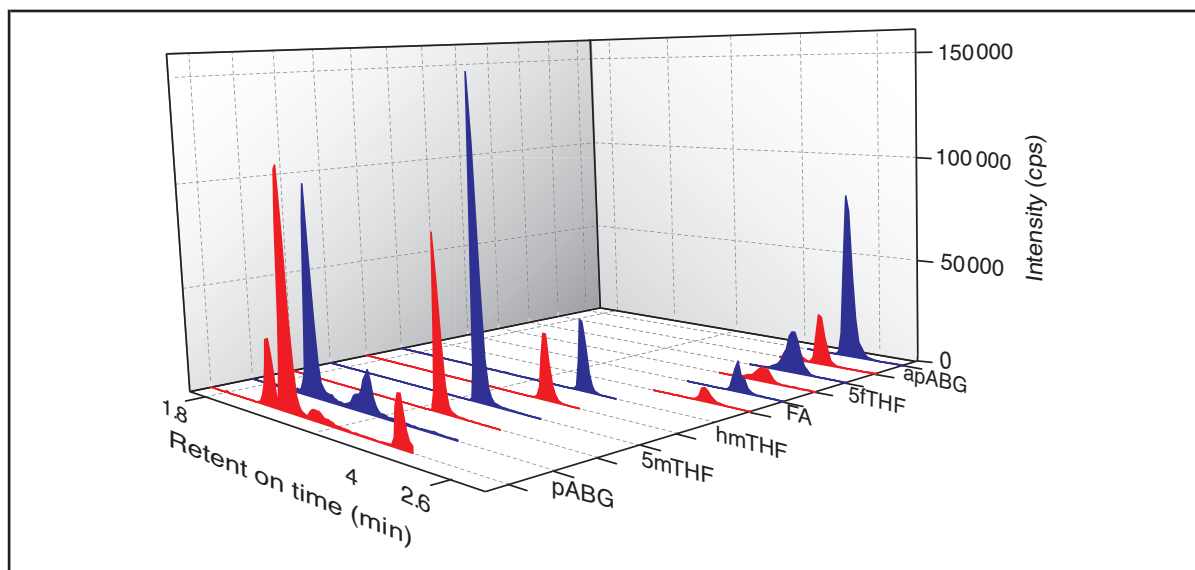 150 000
100 000
50 000
0
Intensity (cps)
apABG
5fTHF
FA
hmTHF
5mTHF
pABG
1.8
4
2.6
Retent on time (min)